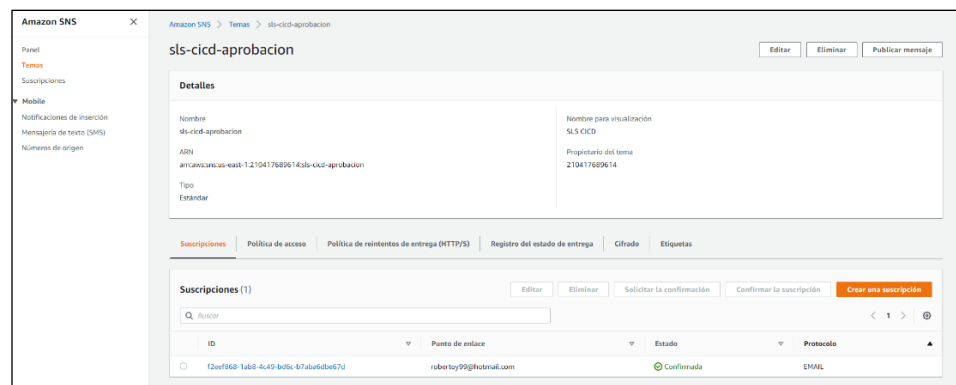 Amazon SNS
Amazon SNS > Temas > sls-cicd-aprobacion
sls-cicd-aprobacion
Editar Eliminar Publicar mensaje
Panel
Temas
Suscripciones
Mobile
Notificaciones de inserción
Mensajería de texto (SMS)
Números de origen
Detalles
Nombre
sls-cicd-aprobacion
Nombre para visualización
SLS CICD
ARN
arn:aws:sns:us-east-1:210417689614:sls-cicd-aprobacion
Propietario del tema
210417689614
Tipo
Estándar
Suscripciones Política de acceso Política de reintentos de entrega (HTTP/S) Registro del estado de entrega Cifrado Etiquetas
Suscripciones (1)
Editar Eliminar Solicitar la confirmación Confirmar la suscripción Crear una suscripción
Buscar
1
ID Punto de enlace Estado Protocolo
f2eef868-1ab8-4c49-bd6c-b7aba6dbe67d robertoy99@hotmail.com Confirmada EMAIL